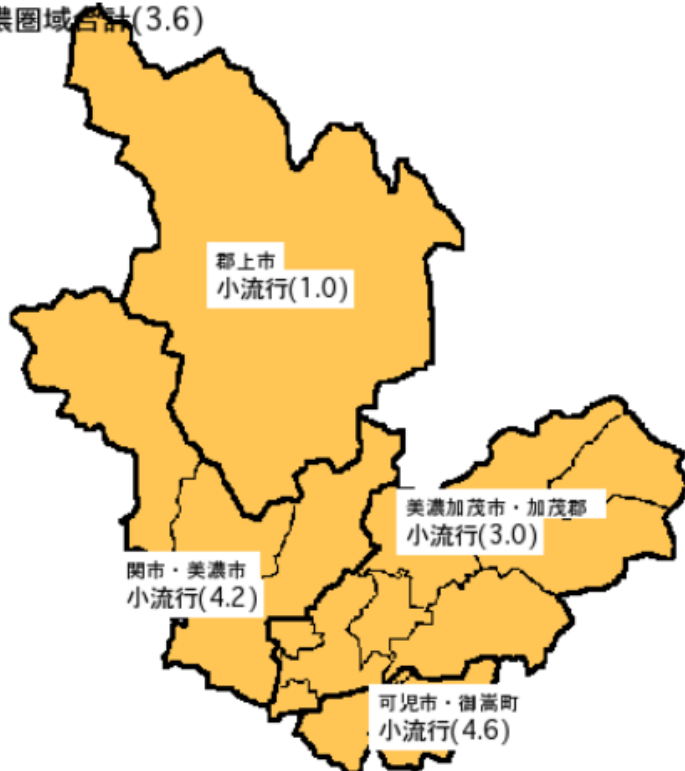 濃圏域合計(3.6)
郡上市
小流行(1.0)
美濃加茂市・加茂郡
小流行(3.0)
関市・美濃市
小流行(4.2)
可児市・御嵩町
小流行(4.6)